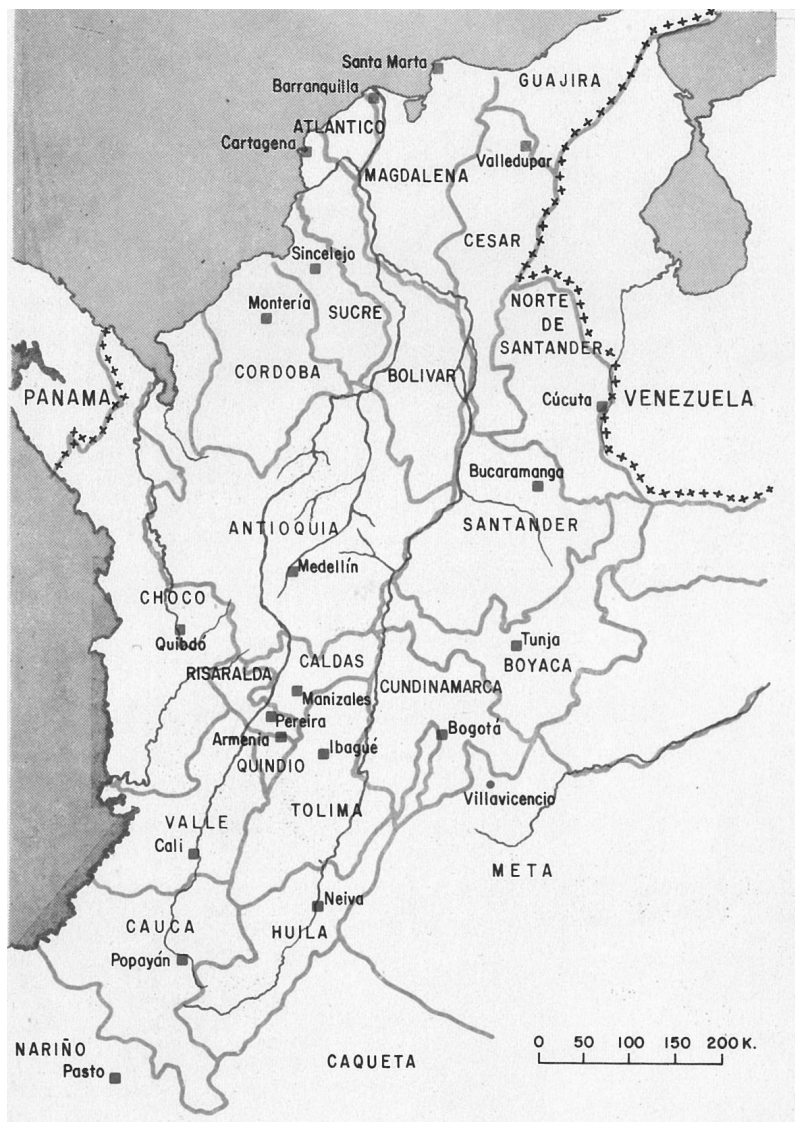 Santa Marta
GUAJIRA
Barranquilla
ATLANTICO
Cartagena
Valledupar
MAGDALENA
CESAR
Sincelejo
Montería
SUCRE
NORTE
DE
SANTANDER
CORDOBA
BOLIVAR
PANAMA
Cúcuta
VENEZUELA
Bucaramanga
ANTIOQUIA
SANTANDER
Medellín
CHOCO
Quibdó
Tunja
BOYACA
CALDAS
RISARALDA
CUNDINAMARCA
Manizales
Pereira
Armenia
Ibagué
Bogotá
QUINDIO
Villavicencio
TOLIMA
VALLE
Cali
META
Neiva
CAUCA
HUILA
Popayán
NARIÑO
Pasto
CAQUETA
0 50 100 150 200 K.